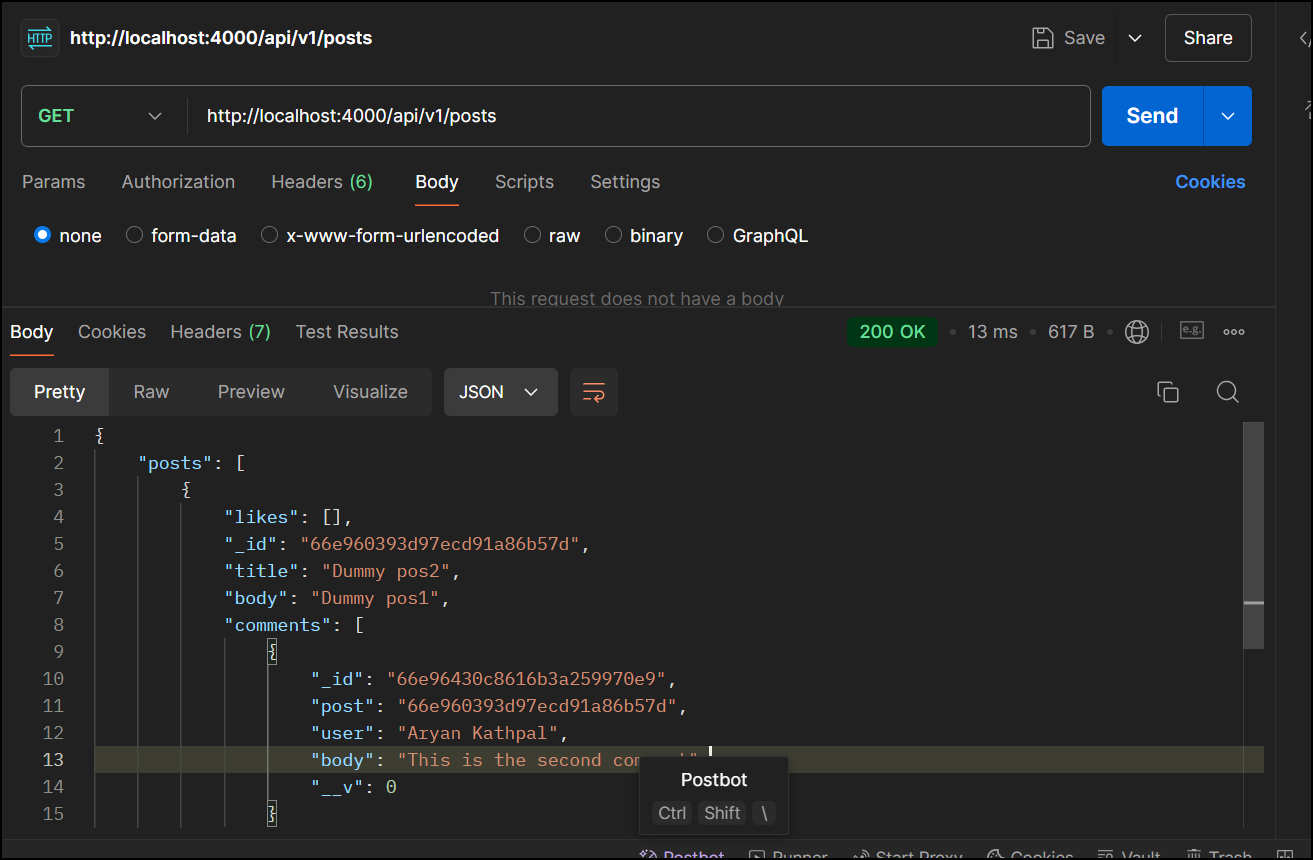 HTTP http://localhost:4000/api/v1/posts Save Share
GET http://localhost:4000/api/v1/posts Send
Params Authorization Headers (6) Body Scripts Settings Cookies
none form-data x-www-form-urlencoded raw binary GraphQL
This request does not have a body
Body Cookies Headers (7) Test Results 200 OK • 13 ms • 617 B • e.g.
Pretty Raw Preview Visualize JSON
1 {
2 "posts": [
3 {
4 "likes": [],
5 "_id": "66e960393d97ecd91a86b57d",
6 "title": "Dummy pos2",
7 "body": "Dummy pos1",
8 "comments": [
9 {
10 "_id": "66e96430c8616b3a259970e9",
11 "post": "66e960393d97ecd91a86b57d",
12 "user": "Aryan Kathpal",
13 "body": "This is the second
14 "__v": 0
15 }
Postbot
Ctrl Shift \
Postbot Runner Start Proxy Cookies Vault Trash